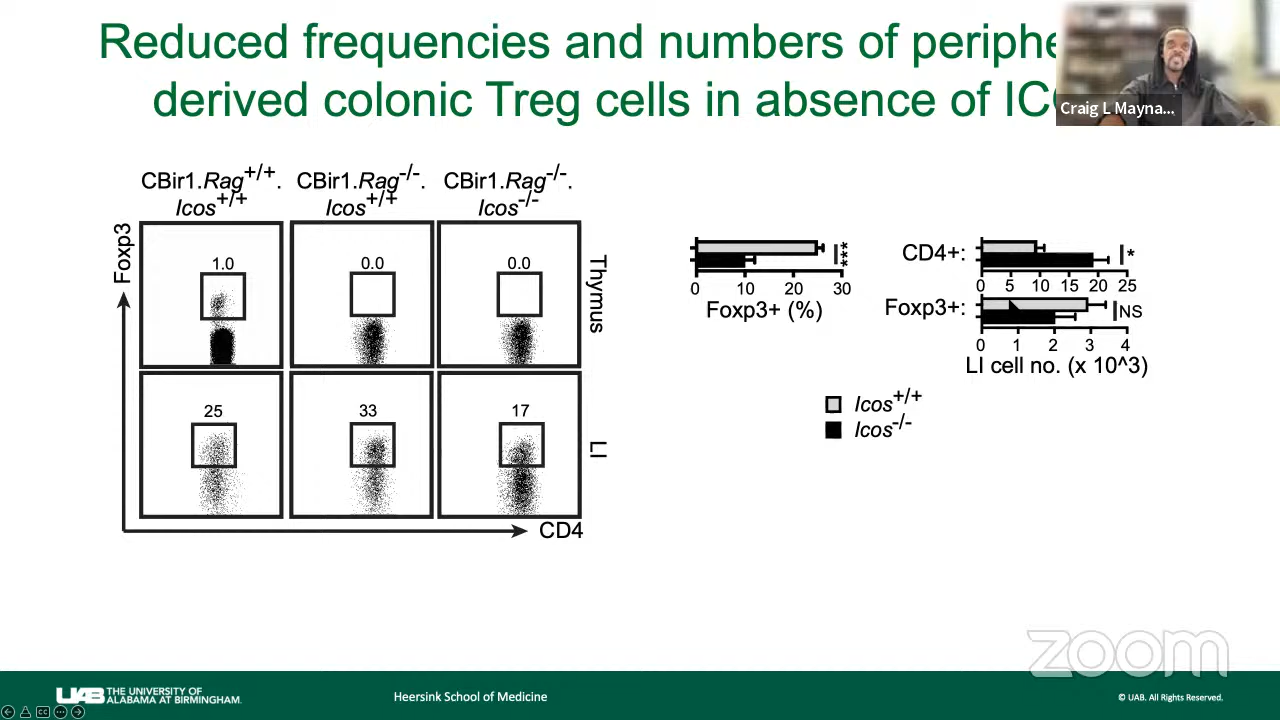 Reduced frequencies and numbers of periphe
derived colonic Treg cells in absence of IC
Craig L Mayna...
CBir1.Rag+/+. CBir1.Rag-/-. CBir1.Rag-/-.
Icos+/+ Icos+/+ Icos-/-
Foxp3
1.0 0.0 0.0
Thymus
25 33 17
LI
CD4
***
0 10 20 30
Foxp3+ (%)
CD4+: *
0 5 10 15 20 25
Foxp3+: NS
0 1 2 3 4
LI cell no. (x 10^3)
Icos+/+
Icos-/-
zoom
UAB THE UNIVERSITY OF
ALABAMA AT BIRMINGHAM.
Heersink School of Medicine
© UAB. All Rights Reserved.